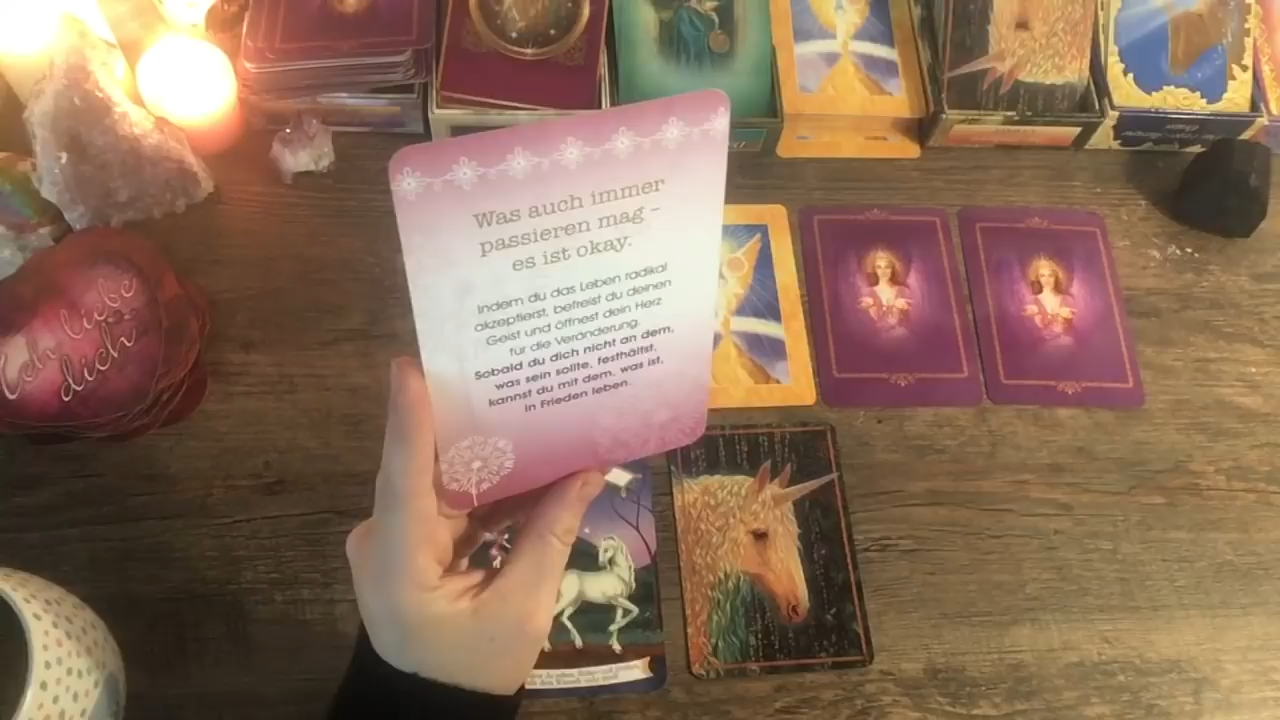 Was auch immer
passieren mag –
es ist okay.
Indem du das Leben radikal
akzeptierst, befreist du deinen
Geist und öffnest dein Herz
für die Veränderung.
Sobald du dich nicht an dem,
was sein sollte, festhältst,
kannst du mit dem, was ist,
in Frieden leben.
Ich liebe
dich